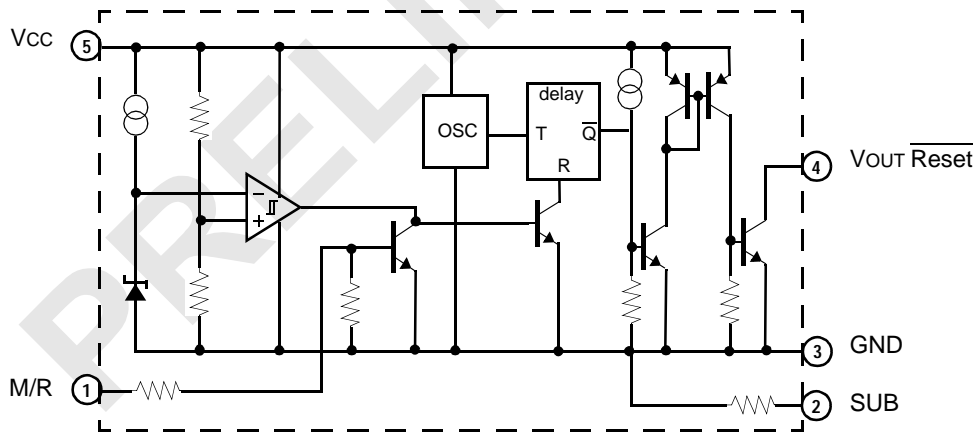 PRELI
VCC 5
delay
OSC
T
Q
R
4 VOUT Reset
−
+
3 GND
M/R 1
2 SUB